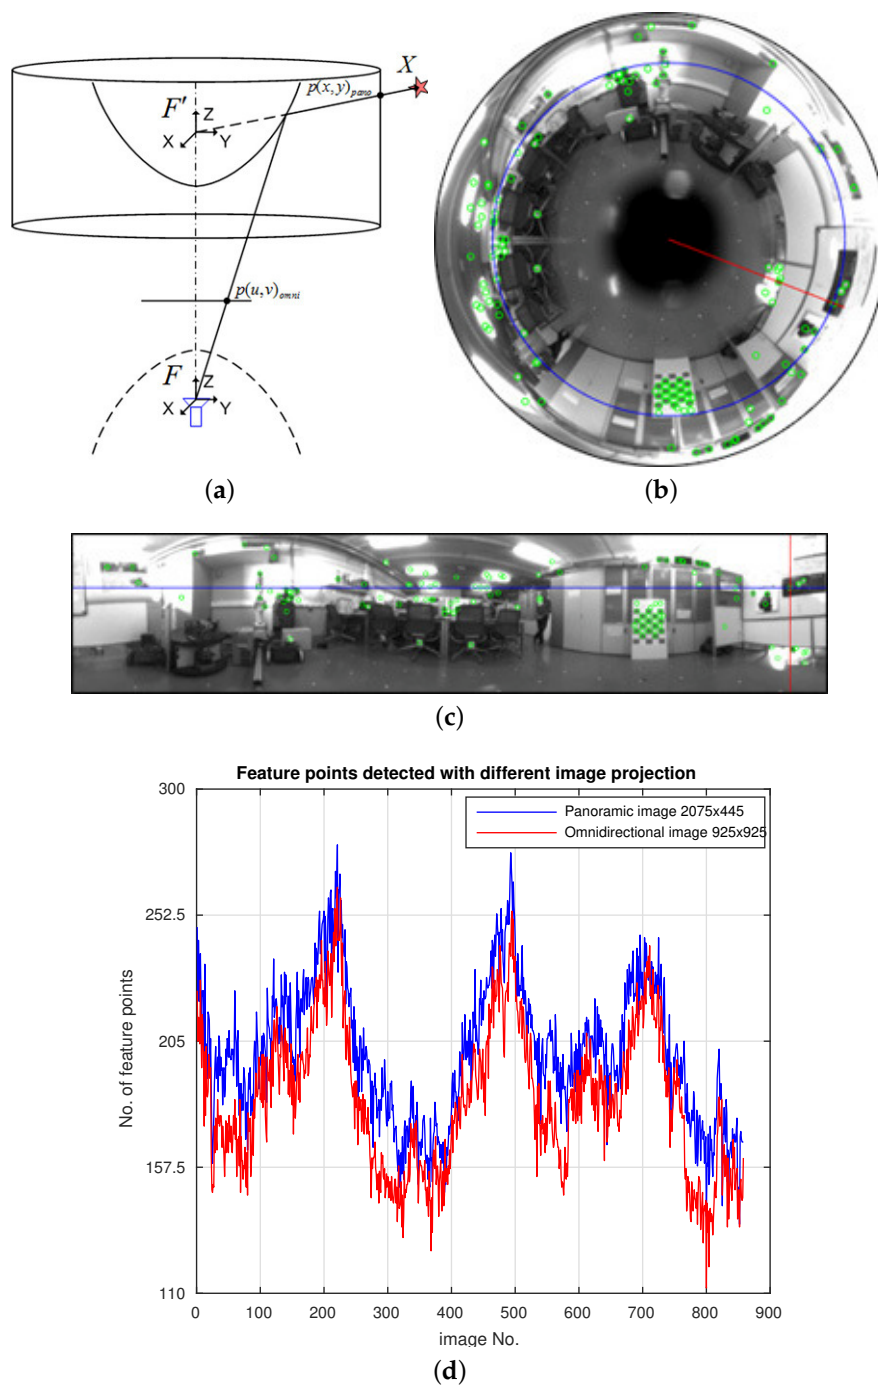 X
p(x,y)pano
F'
Z
X
Y
p(u,v)omni
F
Z
X
Y
(a)
(b)
(c)
Feature points detected with different image projection
300
252.5
205
157.5
110
No. of feature points
Panoramic image 2075x445
Omnidirectional image 925x925
0 100 200 300 400 500 600 700 800 900
image No.
(d)